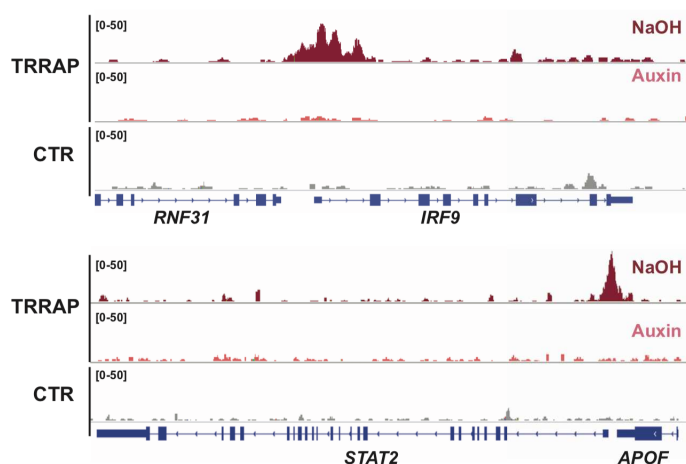 [0-50]
NaOH
TRRAP
[0-50]
Auxin
[0-50]
CTR
RNF31 IRF9
[0-50]
NaOH
TRRAP
[0-50]
Auxin
[0-50]
CTR
STAT2 APOF